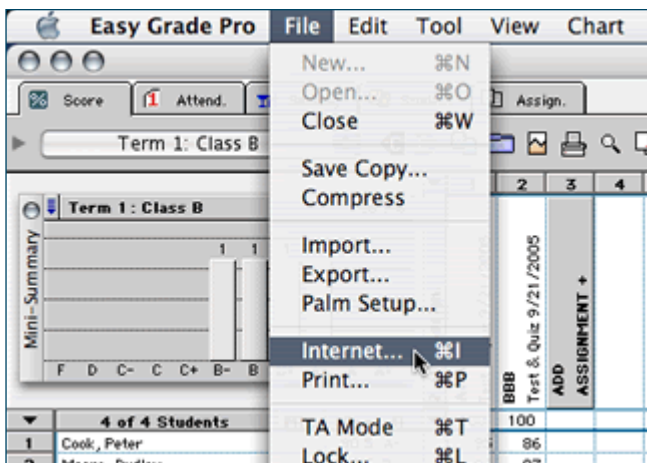 Easy Grade Pro File Edit Tool View Chart
New... ⌘N
Open... ⌘O
Close ⌘W
Save Copy...
Compress
Import...
Export...
Palm Setup...
Internet... ⌘I
Print... ⌘P
TA Mode ⌘T
Lock... ⌘L
Score Attend. Assign.
Term 1: Class B
2 3 4
Term 1: Class B
Mini-Summary
1 1
F D C- C C+ B- B
BBB
Test & Quiz 9/21/2005
ADD
ASSIGNMENT +
4 of 4 Students 100
1 Cook, Peter 86